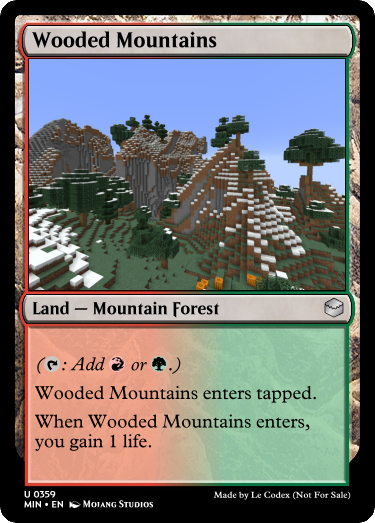 Wooded Mountains
Land — Mountain Forest
(: Add or .)
Wooded Mountains enters tapped.
When Wooded Mountains enters,
you gain 1 life.
U 0359
MIN • EN Mojang Studios
Made by Le Codex (Not For Sale)